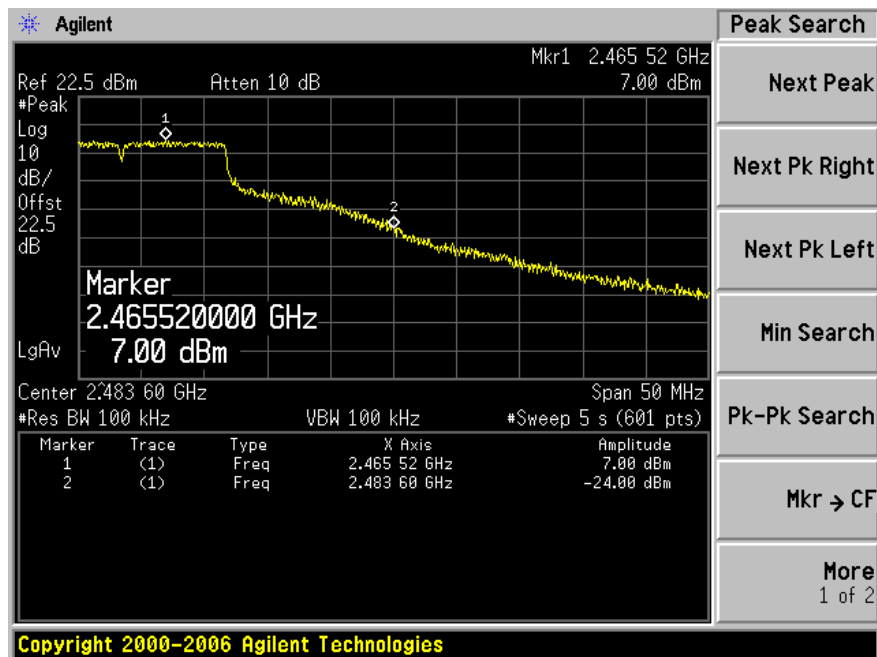 Agilent
Peak Search
Mkr1 2.465 52 GHz
Ref 22.5 dBm Atten 10 dB 7.00 dBm
#Peak
Log
10
dB/
Offst
22.5
dB
LgAv
1
2
Marker
2.465520000 GHz
7.00 dBm
Center 2.483 60 GHz Span 50 MHz
#Res BW 100 kHz VBW 100 kHz #Sweep 5 s (601 pts)
Marker Trace Type X Axis Amplitude
1 (1) Freq 2.465 52 GHz 7.00 dBm
2 (1) Freq 2.483 60 GHz -24.00 dBm
Next Peak
Next Pk Right
Next Pk Left
Min Search
Pk-Pk Search
Mkr → CF
More
1 of 2
Copyright 2000-2006 Agilent Technologies